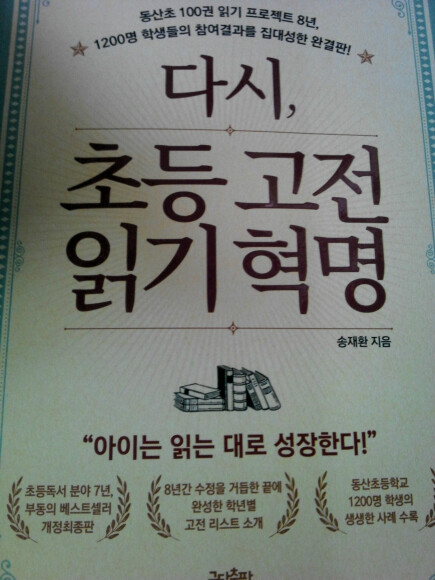 동산초 100권 읽기 프로젝트 8년,
1200명 학생들의 참여결과를 집대성한 완결판!
다시,
초등 고전
읽기 혁명
송재환 지음
“아이는 읽는 대로 성장한다!”
초등독서 분야 7년,
부동의 베스트셀러
개정최종판
8년간 수정을 거듭한 끝에
완성한 학년별
고전 리스트 소개
동산초등학교
1200명 학생의
생생한 사례 수록